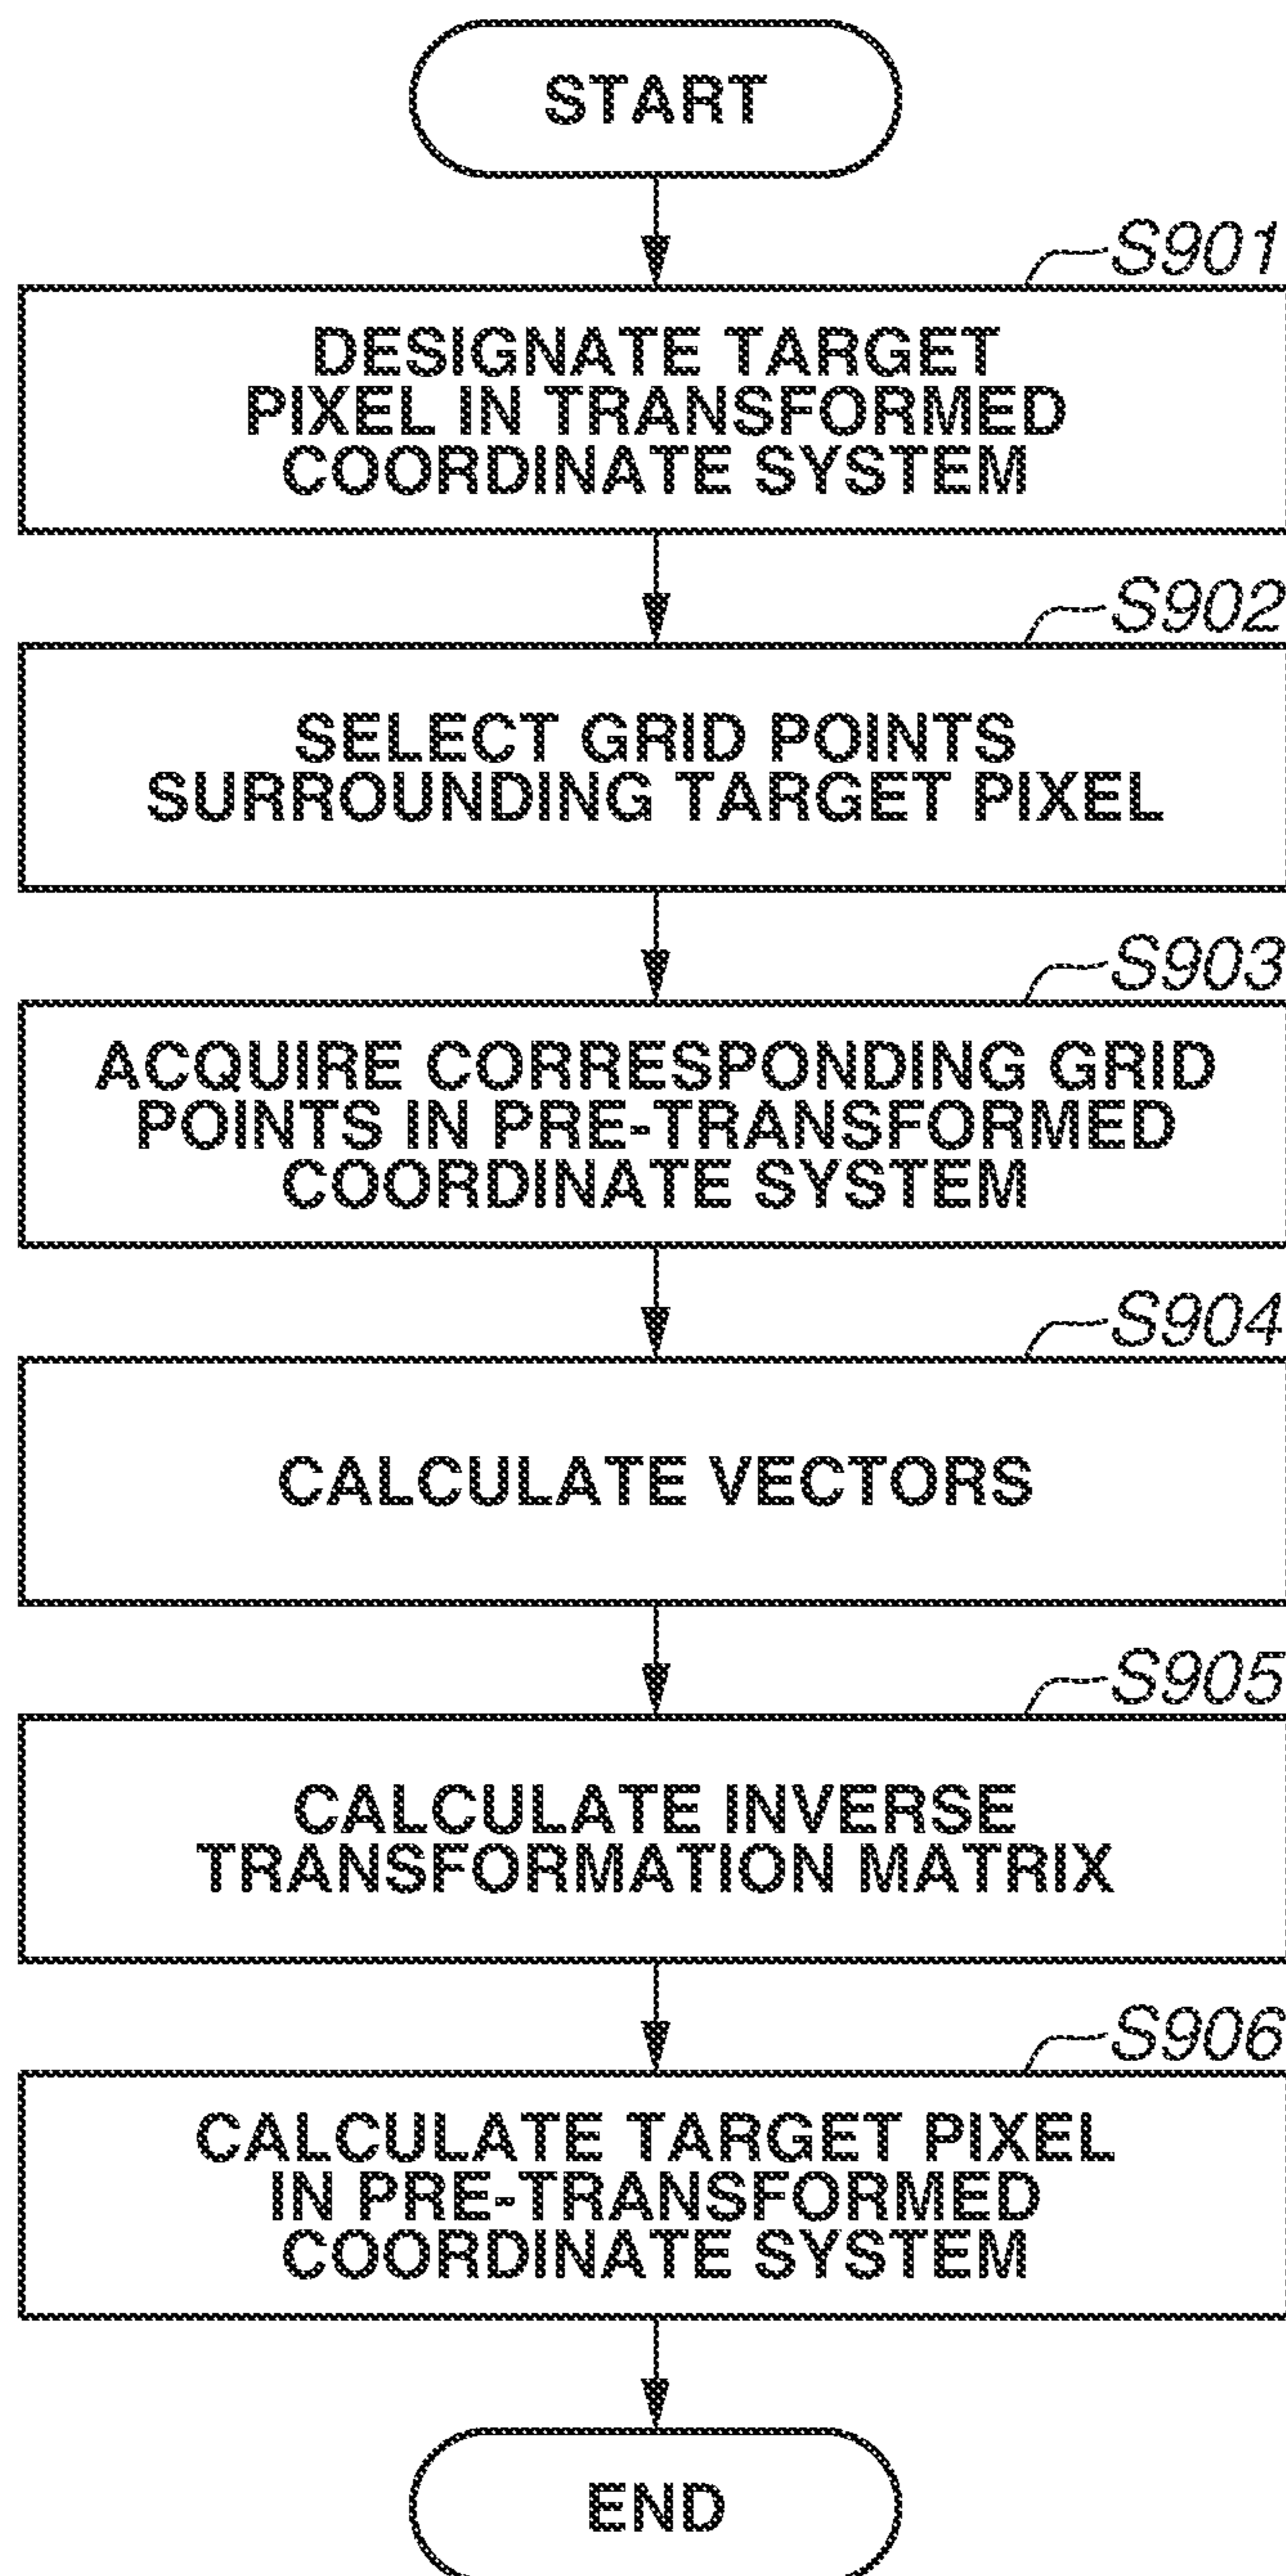 START
S901
DESIGNATE TARGET
PIXEL IN TRANSFORMED
COORDINATE SYSTEM
S902
SELECT GRID POINTS
SURROUNDING TARGET PIXEL
S903
ACQUIRE CORRESPONDING GRID
POINTS IN PRE-TRANSFORMED
COORDINATE SYSTEM
S904
CALCULATE VECTORS
S905
CALCULATE INVERSE
TRANSFORMATION MATRIX
S906
CALCULATE TARGET PIXEL
IN PRE-TRANSFORMED
COORDINATE SYSTEM
END